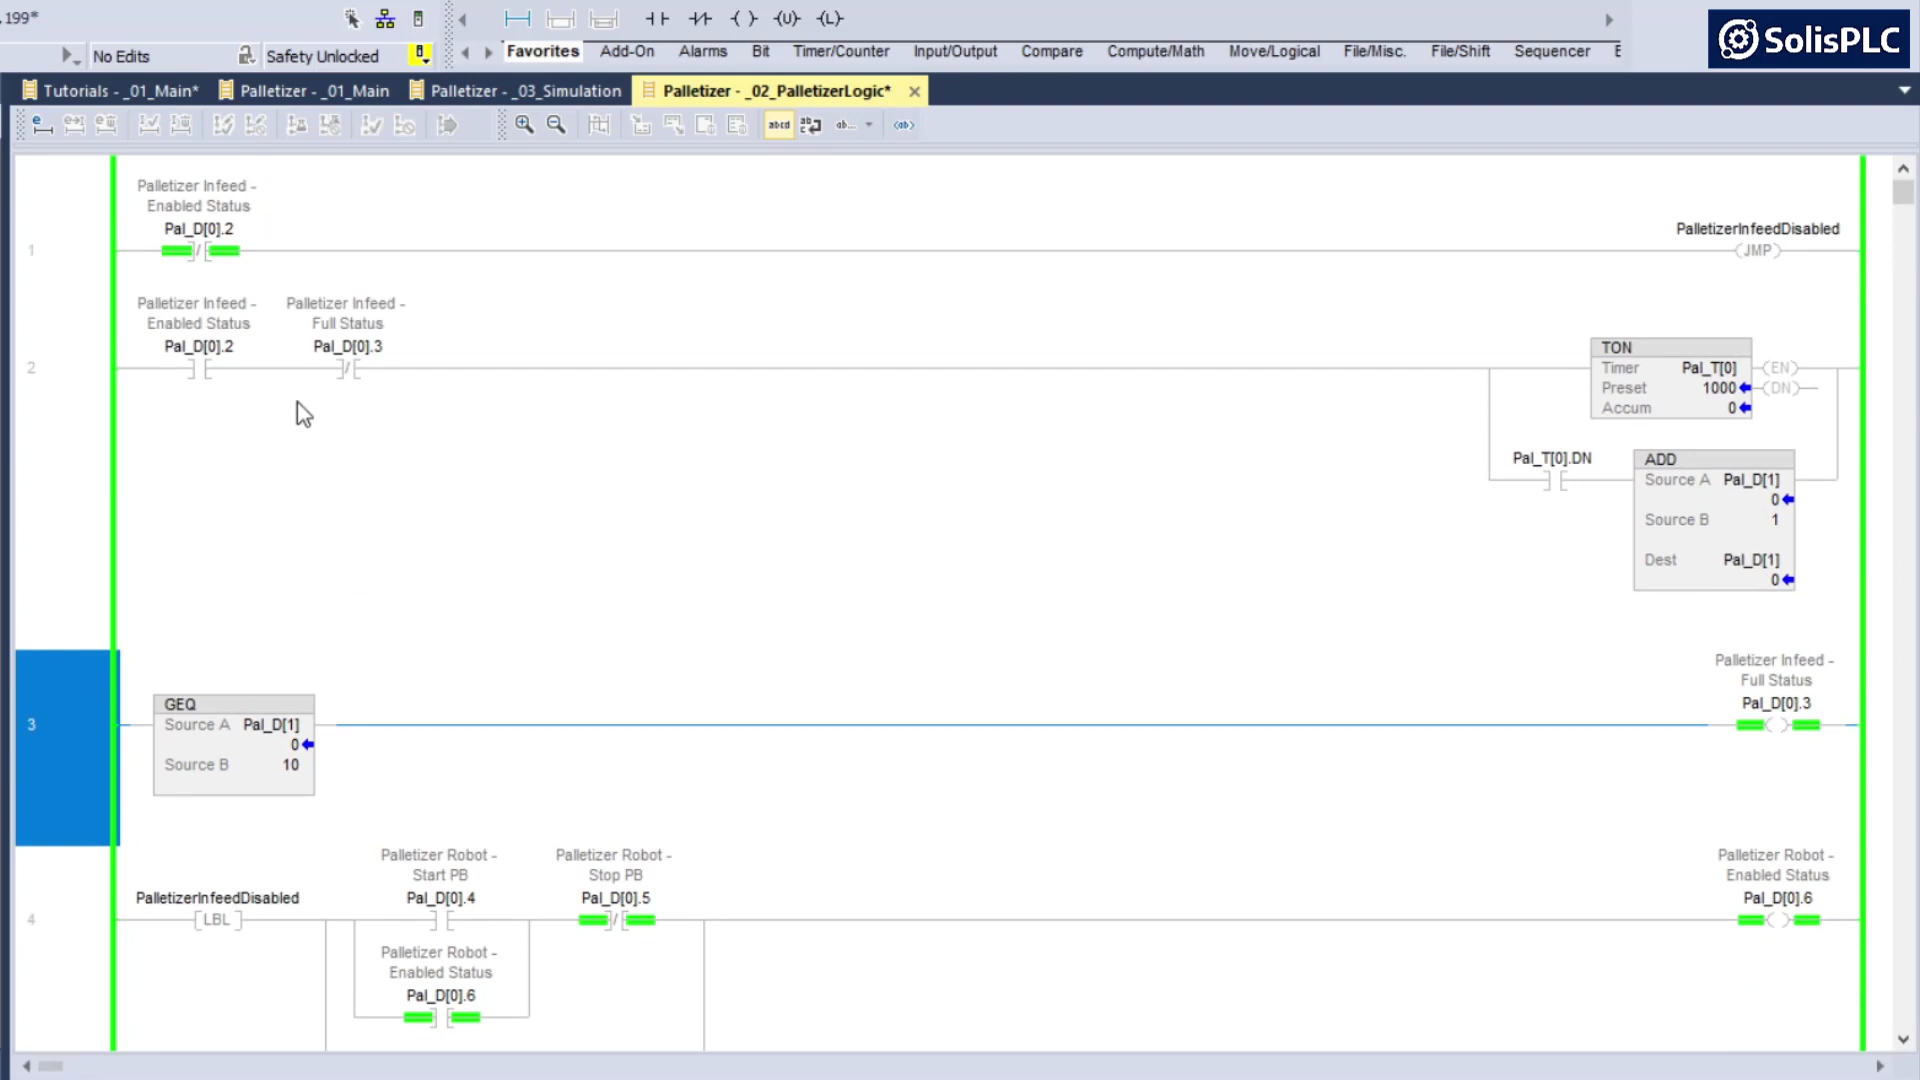 .199*
(U)
(L)
SolisPLC
No Edits
Safety Unlocked
Favorites Add-On Alarms Bit Timer/Counter Input/Output Compare Compute/Math Move/Logical File/Misc. File/Shift Sequencer E
Tutorials - _01_Main* Palletizer - _01_Main Palletizer - _03_Simulation Palletizer - _02_PalletizerLogic*
abcd ab...
<ab>
Palletizer Infeed -
Enabled Status
Pal_D[0].2
PalletizerInfeedDisabled
1
JMP
Palletizer Infeed -
Enabled Status
Pal_D[0].2
Palletizer Infeed -
Full Status
Pal_D[0].3
2
TON
Timer Pal_T[0]
Preset 1000
Accum 0
EN
DN
Pal_T[0].DN
ADD
Source A Pal_D[1]
0
Source B 1
Dest Pal_D[1]
0
3
GEQ
Source A Pal_D[1]
0
Source B 10
Palletizer Infeed -
Full Status
Pal_D[0].3
4
PalletizerInfeedDisabled
LBL
Palletizer Robot -
Start PB
Pal_D[0].4
Palletizer Robot -
Stop PB
Pal_D[0].5
Palletizer Robot -
Enabled Status
Pal_D[0].6
Palletizer Robot -
Enabled Status
Pal_D[0].6